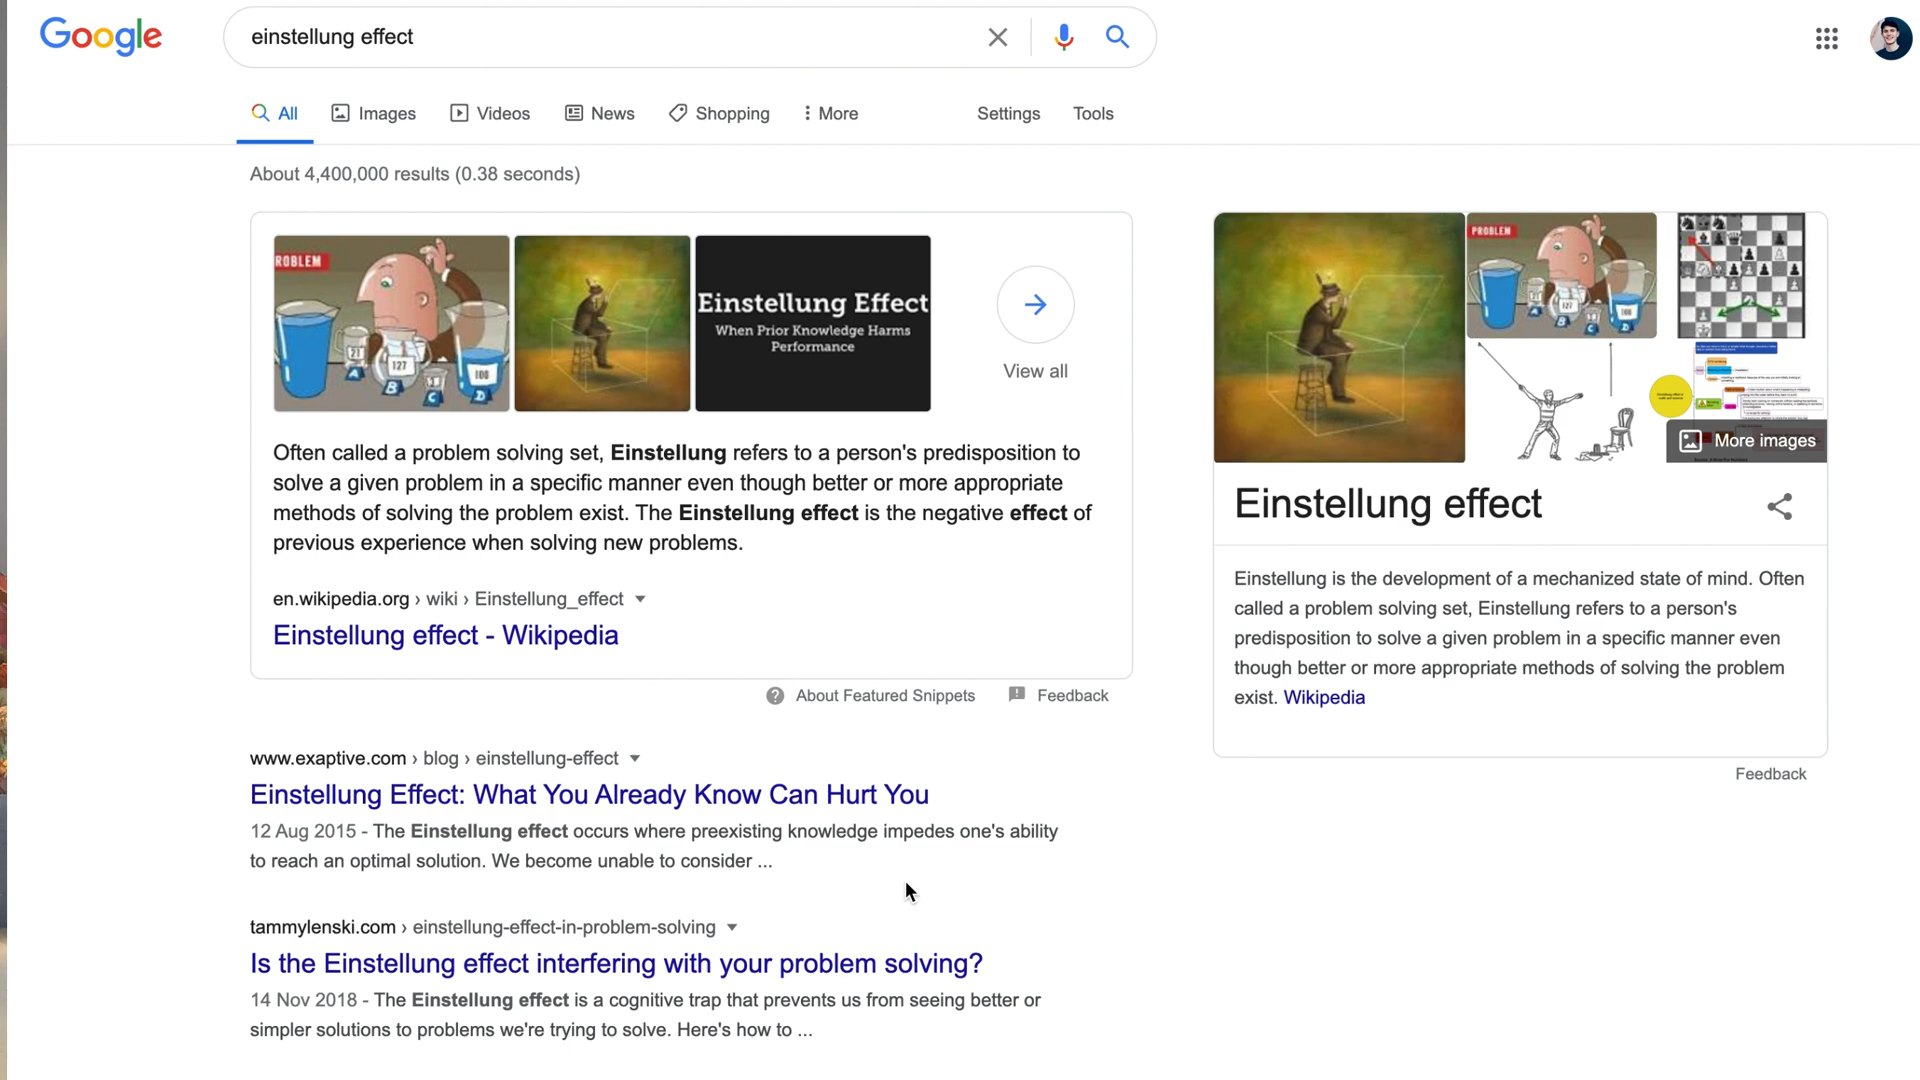 Google
einstellung effect
All
Images
Videos
News
Shopping
More
Settings
Tools
About 4,400,000 results (0.38 seconds)
ROBLEM
21
127
100
A
B
C
D
Einstellung Effect
When Prior Knowledge Harms
Performance
View all
Often called a problem solving set, Einstellung refers to a person's predisposition to
solve a given problem in a specific manner even though better or more appropriate
methods of solving the problem exist. The Einstellung effect is the negative effect of
previous experience when solving new problems.
en.wikipedia.org › wiki › Einstellung_effect
Einstellung effect - Wikipedia
About Featured Snippets
Feedback
www.exaptive.com › blog › einstellung-effect
Einstellung Effect: What You Already Know Can Hurt You
12 Aug 2015 - The Einstellung effect occurs where preexisting knowledge impedes one's ability
to reach an optimal solution. We become unable to consider ...
tammylenski.com › einstellung-effect-in-problem-solving
Is the Einstellung effect interfering with your problem solving?
14 Nov 2018 - The Einstellung effect is a cognitive trap that prevents us from seeing better or
simpler solutions to problems we're trying to solve. Here's how to ...
PROBLEM
127
100
A
B
C
D
More images
Einstellung effect
Einstellung is the development of a mechanized state of mind. Often
called a problem solving set, Einstellung refers to a person's
predisposition to solve a given problem in a specific manner even
though better or more appropriate methods of solving the problem
exist. Wikipedia
Feedback